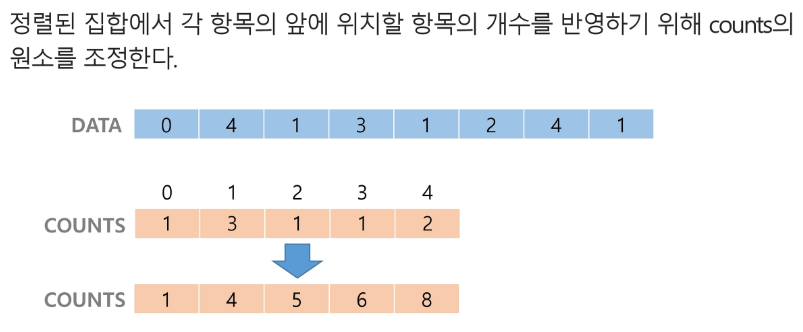 정렬된 집합에서 각 항목의 앞에 위치할 항목의 개수를 반영하기 위해 counts의
원소를 조정한다.
DATA 0 4 1 3 1 2 4 1
0 1 2 3 4
COUNTS 1 3 1 1 2
COUNTS 1 4 5 6 8